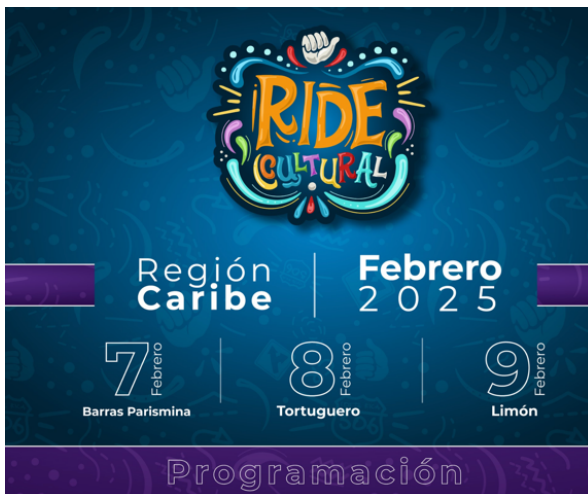 RIDE
CULTURAL
Región
Caribe
Febrero
2025
7 Febrero
Barras Parismina
8 Febrero
Tortuguero
9 Febrero
Limón
Programación